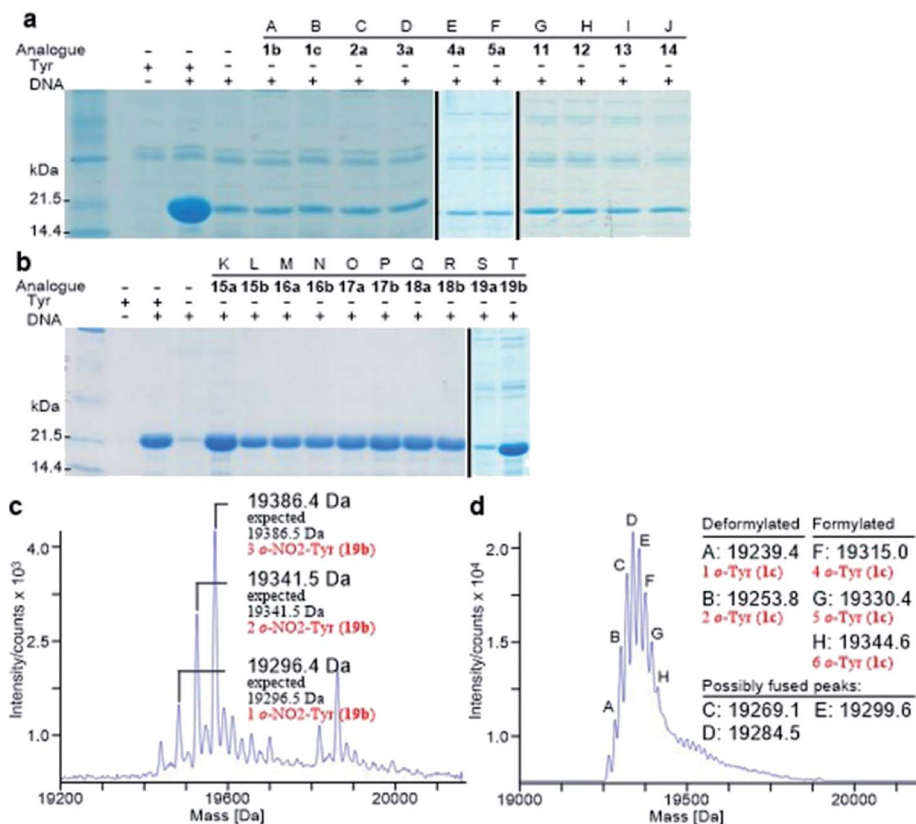 a
A B C D E F G H I J
Analogue – – – 1b 1c 2a 3a 4a 5a 11 12 13 14
Tyr + + – – – – – – – – – – –
DNA – + + + + + + + + + + + +
kDa
21.5
14.4
b
K L M N O P Q R S T
Analogue – – – 15a 15b 16a 16b 17a 17b 18a 18b 19a 19b
Tyr + + – – – – – – – – – – –
DNA – + + + + + + + + + + + +
kDa
21.5
14.4
c
19386.4 Da
expected
19386.5 Da
3 o-NO2-Tyr (19b)
19341.5 Da
expected
19341.5 Da
2 o-NO2-Tyr (19b)
19296.4 Da
expected
19296.5 Da
1 o-NO2-Tyr (19b)
Intensity/counts x 10³
4.0
2.5
1.0
19200 19600 20000
Mass [Da]
d
A B C D E F G H
Deformylated Formylated
A: 19239.4 F: 19315.0
1 o-Tyr (1c) 4 o-Tyr (1c)
B: 19253.8 G: 19330.4
2 o-Tyr (1c) 5 o-Tyr (1c)
H: 19344.6
6 o-Tyr (1c)
Possibly fused peaks:
C: 19269.1 E: 19299.6
D: 19284.5
Intensity/counts x 10⁴
2.0
1.5
1.0
19000 19500 20000
Mass [Da]